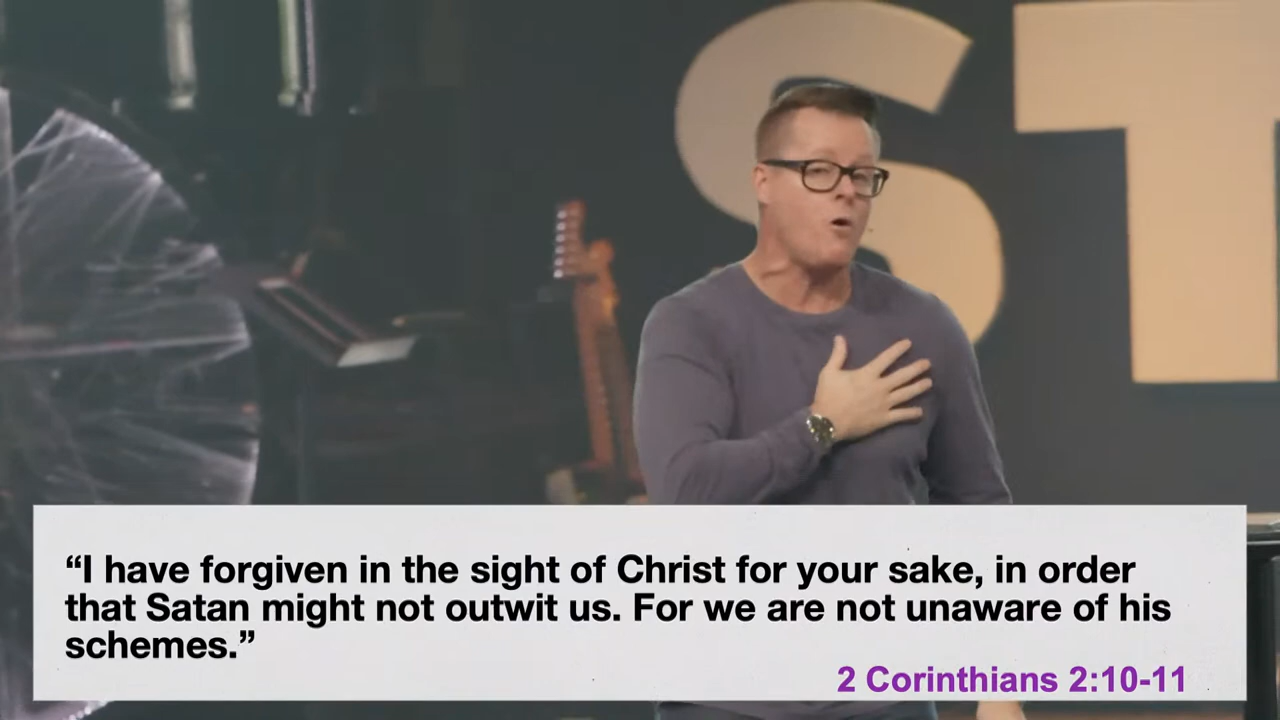 ST
“I have forgiven in the sight of Christ for your sake, in order
that Satan might not outwit us. For we are not unaware of his
schemes.”
2 Corinthians 2:10-11